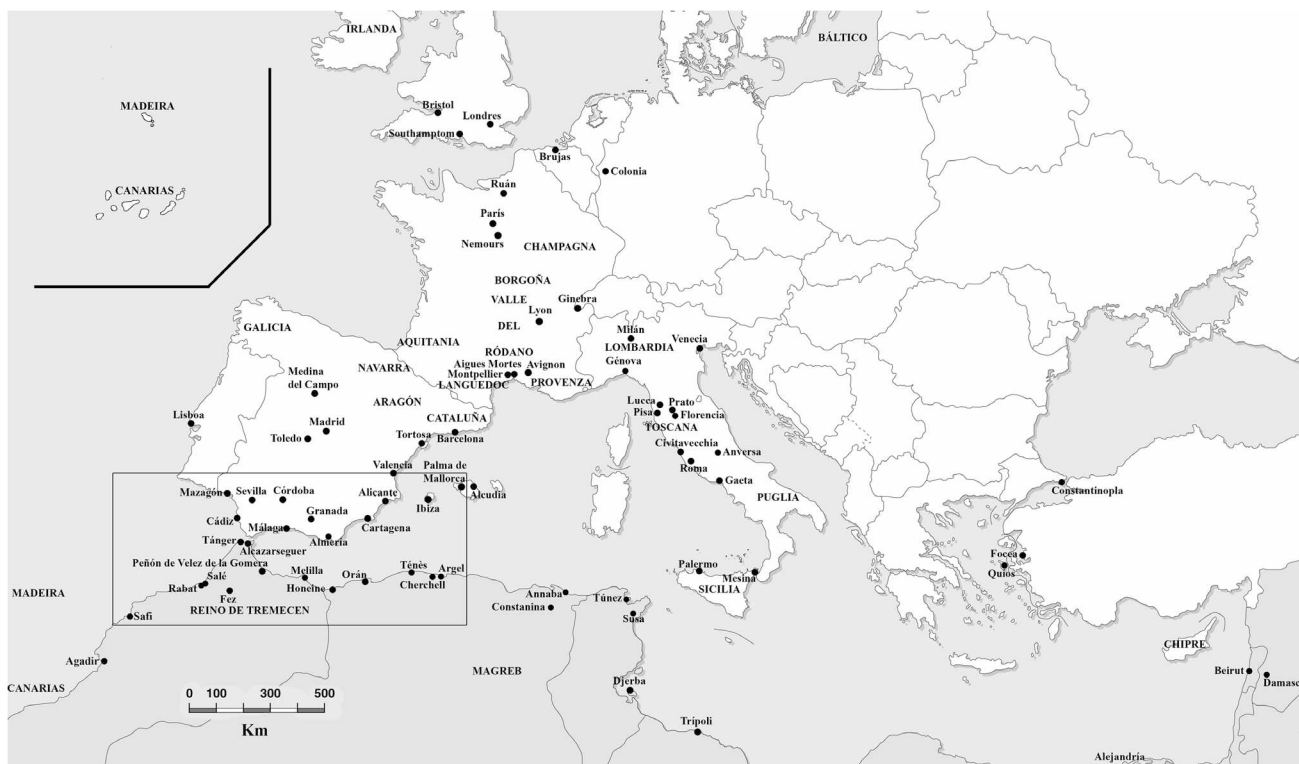 IRLANDA
BÁLTICO
MADEIRA
Bristol
Londres
Southamptom
Brujas
Colonia
CANARIAS
Ruán
París
Nemours
CHAMPAGNA
BORGOÑA
VALLE
Ginebra
Lyon
DEL
GALICIA
Milán
AQUITANIA
LOMBARDIA
Venecia
RÓDANO
Génova
NAVARRA
Aigues Mortes
Avignon
Medina
del Campo
Montpellier
LANGUEDOC
PROVENZA
ARAGÓN
Lucca
Prato
Lisboa
CATALUÑA
Pisa
Florencia
Madrid
TOSCANA
Toledo
Tortosa
Barcelona
Civitavecchia
Anversa
Valencia
Palma de
Mallorca
Roma
Gaeta
Constantinopla
Mazagón
Sevilla
Córdoba
Alicante
Alcudia
Ibiza
PUGLIA
Granada
Cádiz
Málaga
Cartagena
Almería
Tánger
Alcazarseguer
Focea
Peñón de Velez de la Gomera
Melilla
Ténès
Argel
Palermo
Mesina
Quios
Salé
Orán
Cherchell
Rabat
Honeine
SICILIA
MADEIRA
Fez
Annaba
Túnez
REINO DE TREMECEN
Constanina
Safi
Susa
CHIPRE
Agadir
MAGREB
Beirut
CANARIAS
Djerba
Damasc
0 100 300 500
Km
Trípoli
Alejandría